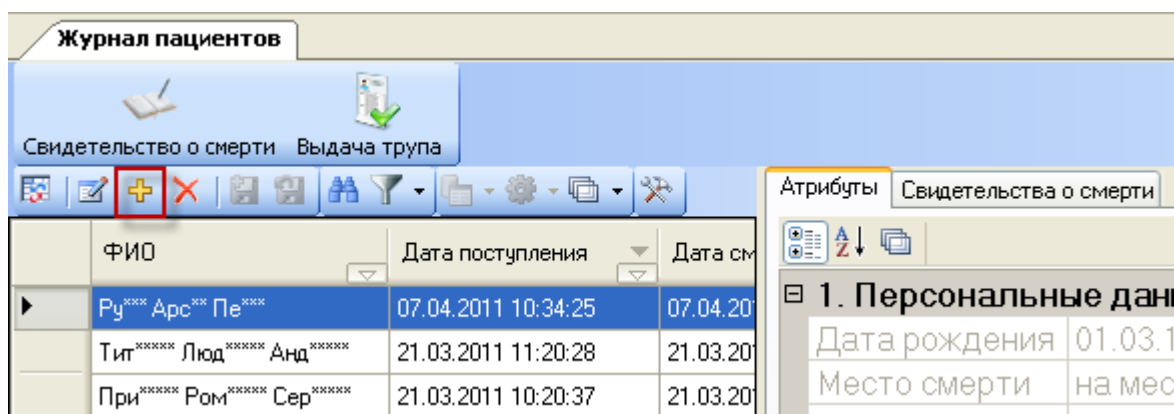 Журнал пациентов
Свидетельство о смерти Выдача трупа
Атрибуты Свидетельства о смерти
ФИО Дата поступления Дата см
Ру*** Арс** Пе*** 07.04.2011 10:34:25 07.04.20
Тит***** Люд***** Анд***** 21.03.2011 11:20:28 21.03.20
При***** Ром***** Сер***** 21.03.2011 10:20:37 21.03.20
A
Z
1. Персональные дан
Дата рождения 01.03.1
Место смерти на мес